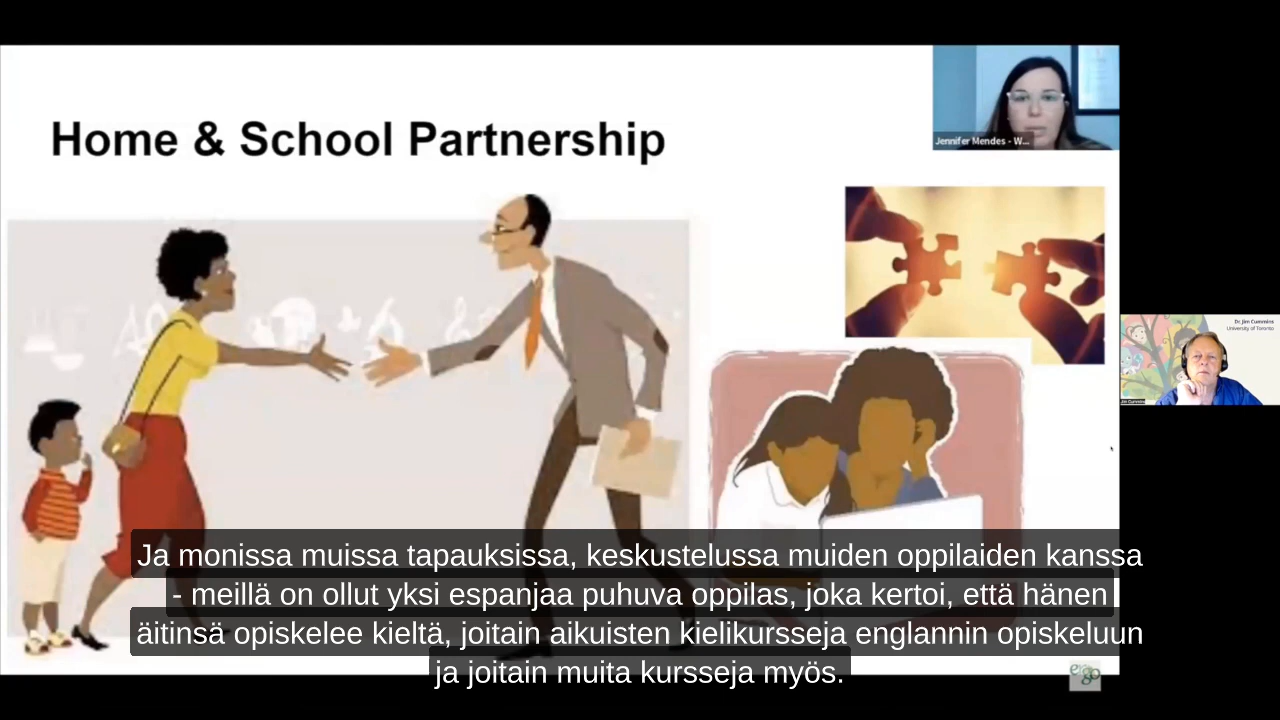 Home & School Partnership
Jennifer Mendes - W...
Dr. Jim Cummins
University of Toronto
Jim Cummins
Ja monissa muissa tapauksissa, keskustelussa muiden oppilaiden kanssa
- meillä on ollut yksi espanjaa puhuva oppilas, joka kertoi, että hänen
äitinsä opiskelee kieltä, joitain aikuisten kielikursseja englannin opiskeluun
ja joitain muita kursseja myös.